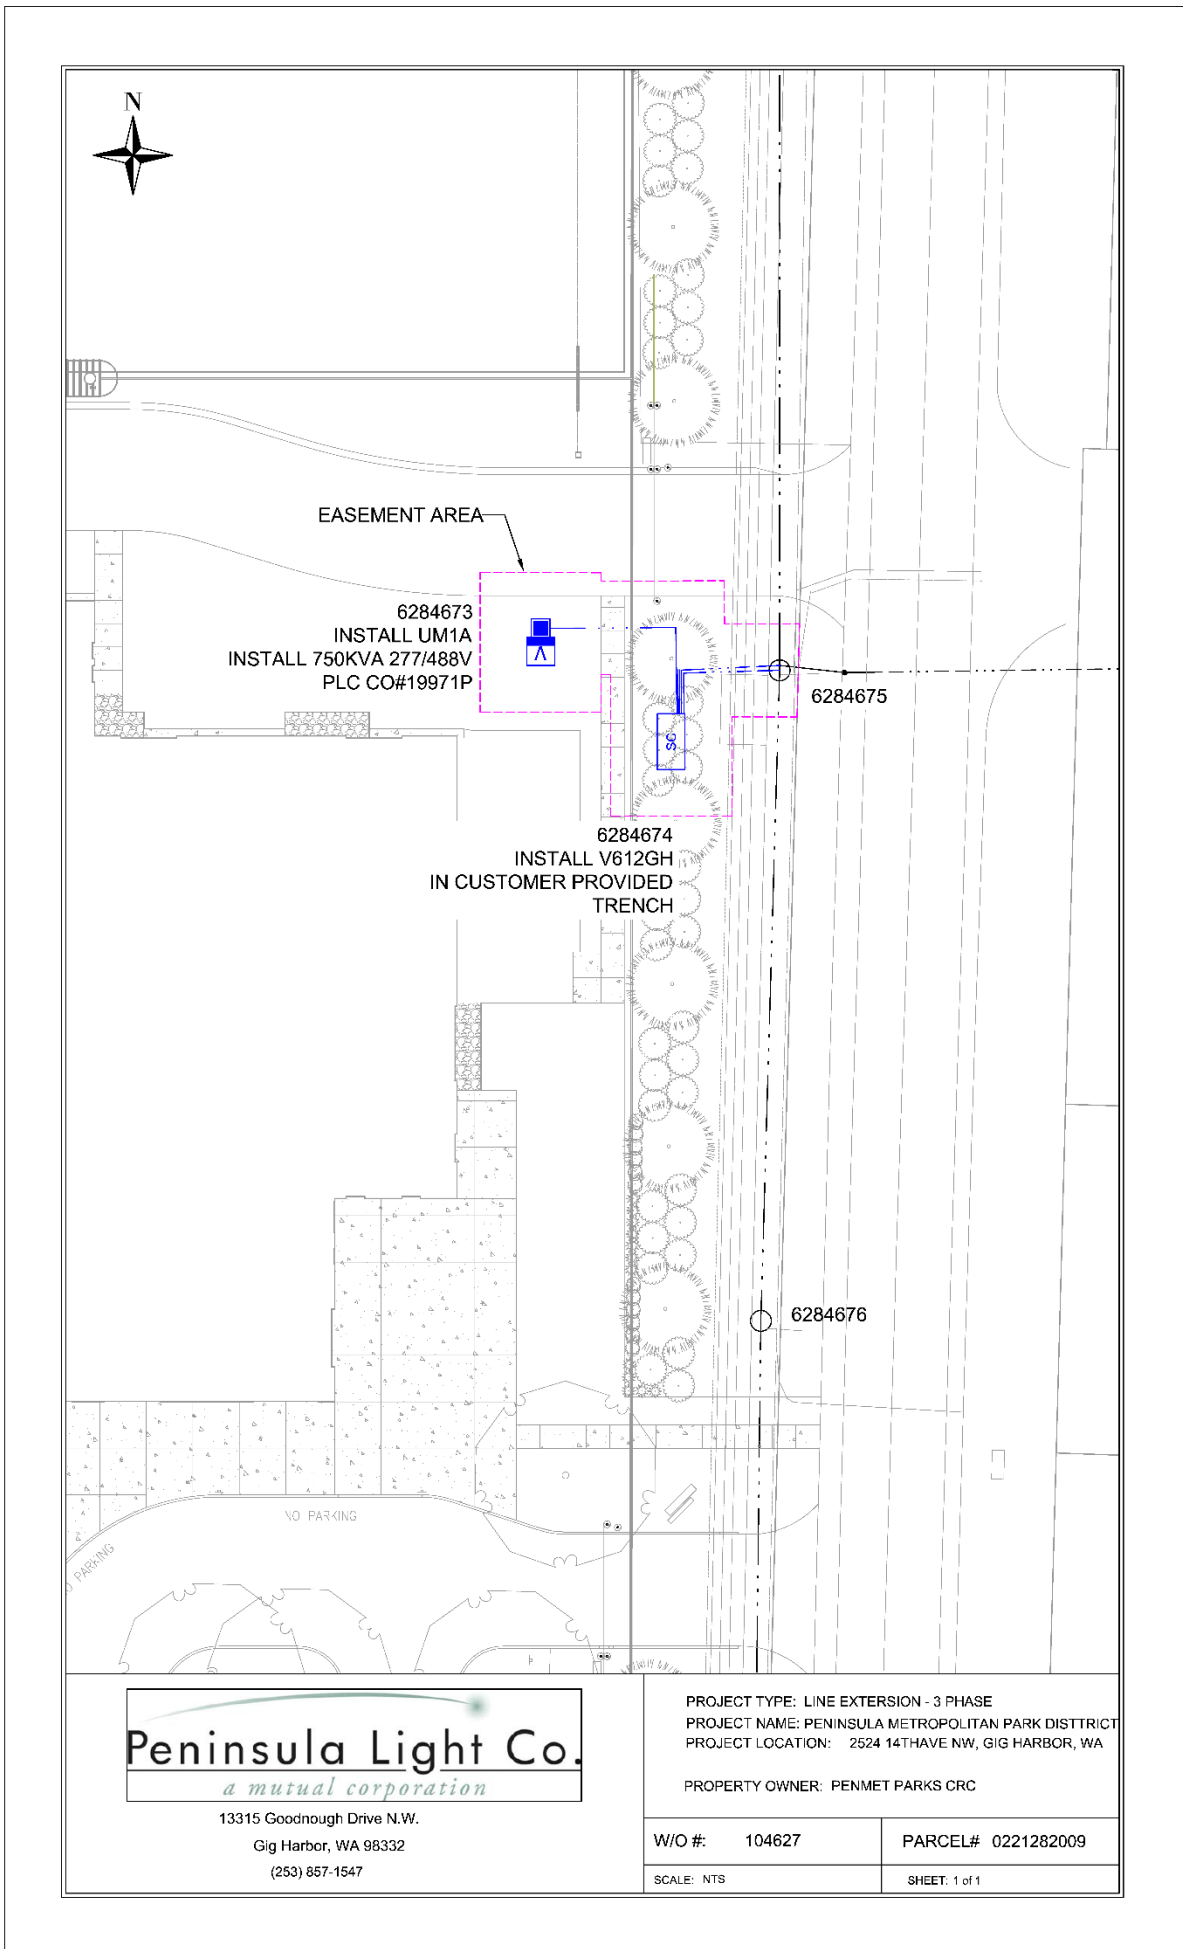 N
EASEMENT AREA
6284673
INSTALL UM1A
INSTALL 750KVA 277/488V
PLC CO#19971P
6284675
SC
6284674
INSTALL V612GH
IN CUSTOMER PROVIDED
TRENCH
6284676
NO PARKING
O PARKING
Peninsula Light Co.
a mutual corporation
13315 Goodnough Drive N.W.
Gig Harbor, WA 98332
(253) 857-1547
PROJECT TYPE: LINE EXTERSION - 3 PHASE
PROJECT NAME: PENINSULA METROPOLITAN PARK DISTTRICT
PROJECT LOCATION: 2524 14THAVE NW, GIG HARBOR, WA
PROPERTY OWNER: PENMET PARKS CRC
W/O #: 104627
PARCEL# 0221282009
SCALE: NTS
SHEET: 1 of 1